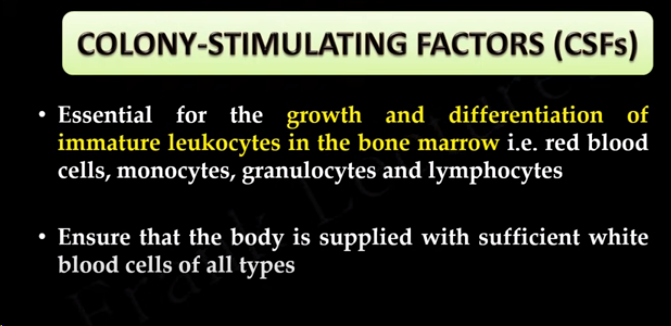 COLONY-STIMULATING FACTORS (CSFs)
• Essential for the growth and differentiation of
immature leukocytes in the bone marrow i.e. red blood
cells, monocytes, granulocytes and lymphocytes
• Ensure that the body is supplied with sufficient white
blood cells of all types